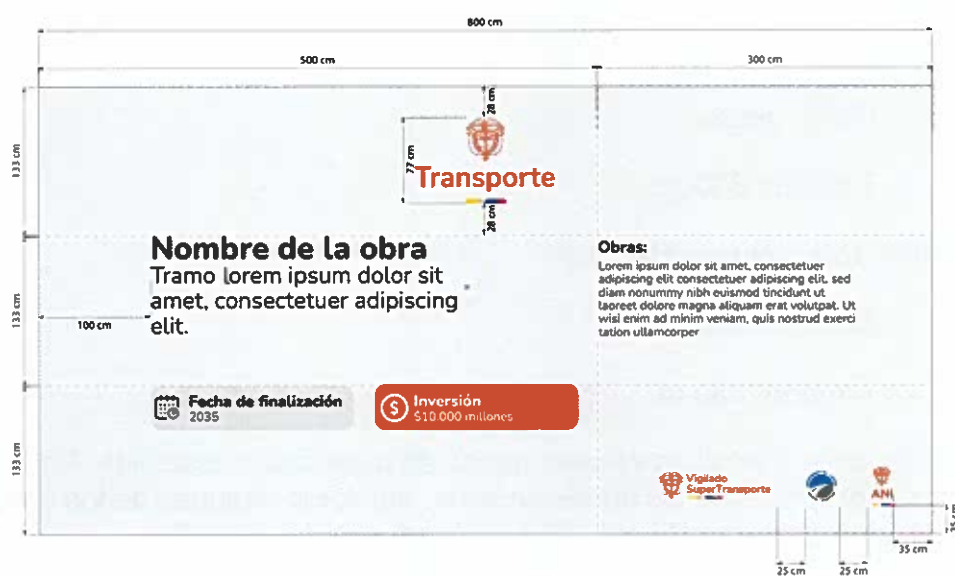 800 cm
500 cm
300 cm
28 cm
77 cm
Transporte
28 cm
133 cm
Nombre de la obra
Tramo lorem ipsum dolor sit
amet, consectetuer adipiscing
elit.
100 cm
133 cm
Obras:
Lorem ipsum dolor sit amet, consectetuer
adipiscing elit consectetuer adipiscing elit, sed
diam nonummy nibh euismod tincidunt ut
laoreet dolore magna aliquam erat volutpat. Ut
wisi enim ad minim veniam, quis nostrud exerci
tation ullamcorper
Fecha de finalización
2035
Inversión
$10.000 millones
133 cm
Vigilado
SuperTransporte
ANI
35 cm
25 cm
25 cm